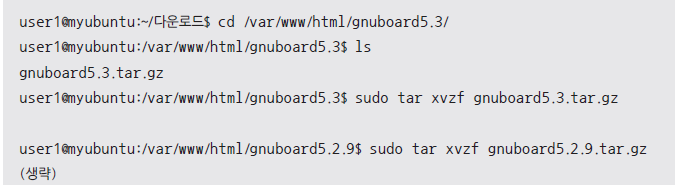 user1@myubuntu:~/다운로드$ cd /var/www/html/gnuboard5.3/
user1@myubuntu:/var/www/html/gnuboard5.3$ ls
gnuboard5.3.tar.gz
user1@myubuntu:/var/www/html/gnuboard5.3$ sudo tar xvzf gnuboard5.3.tar.gz
user1@myubuntu:/var/www/html/gnuboard5.2.9$ sudo tar xvzf gnuboard5.2.9.tar.gz
(생략)